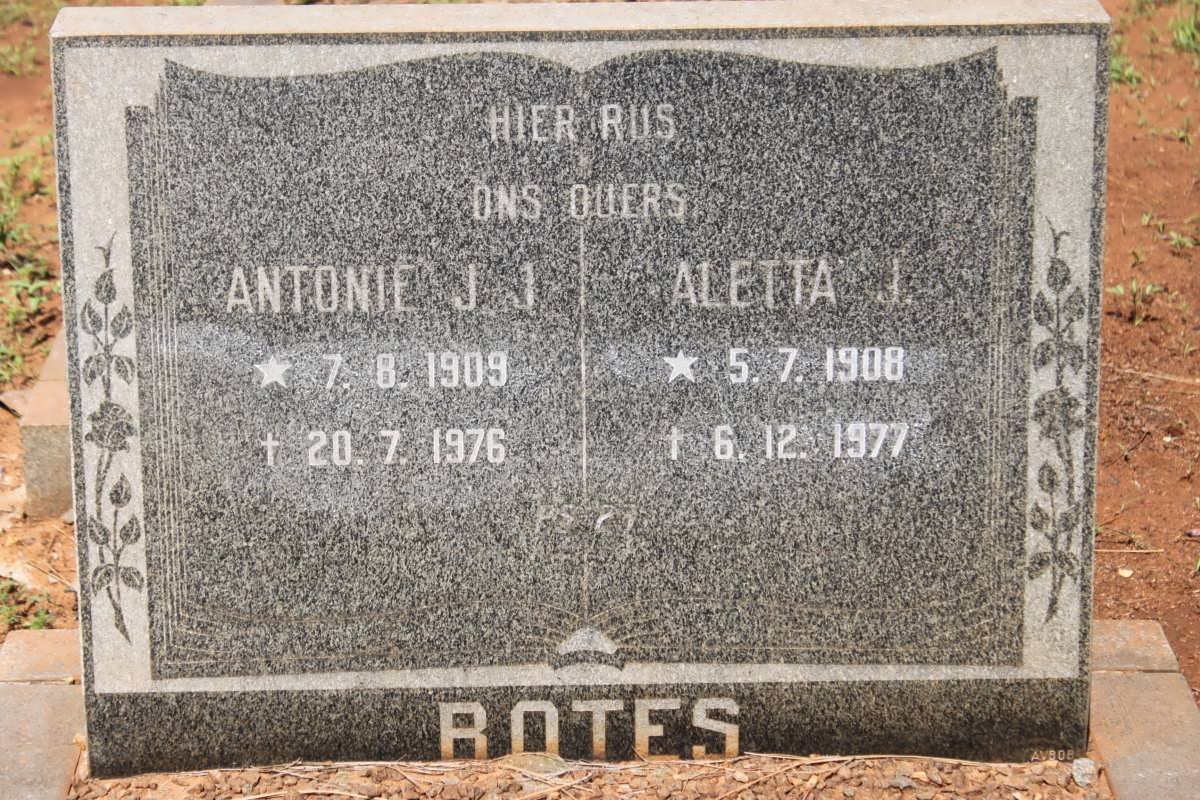 HIER RUS
ONS OUERS
ANTONIE J. J.
★ 7. 8. 1909
† 20. 7. 1976
ALETTA J.
★ 5. 7. 1908
† 6. 12. 1977
BOTES
AVBOB